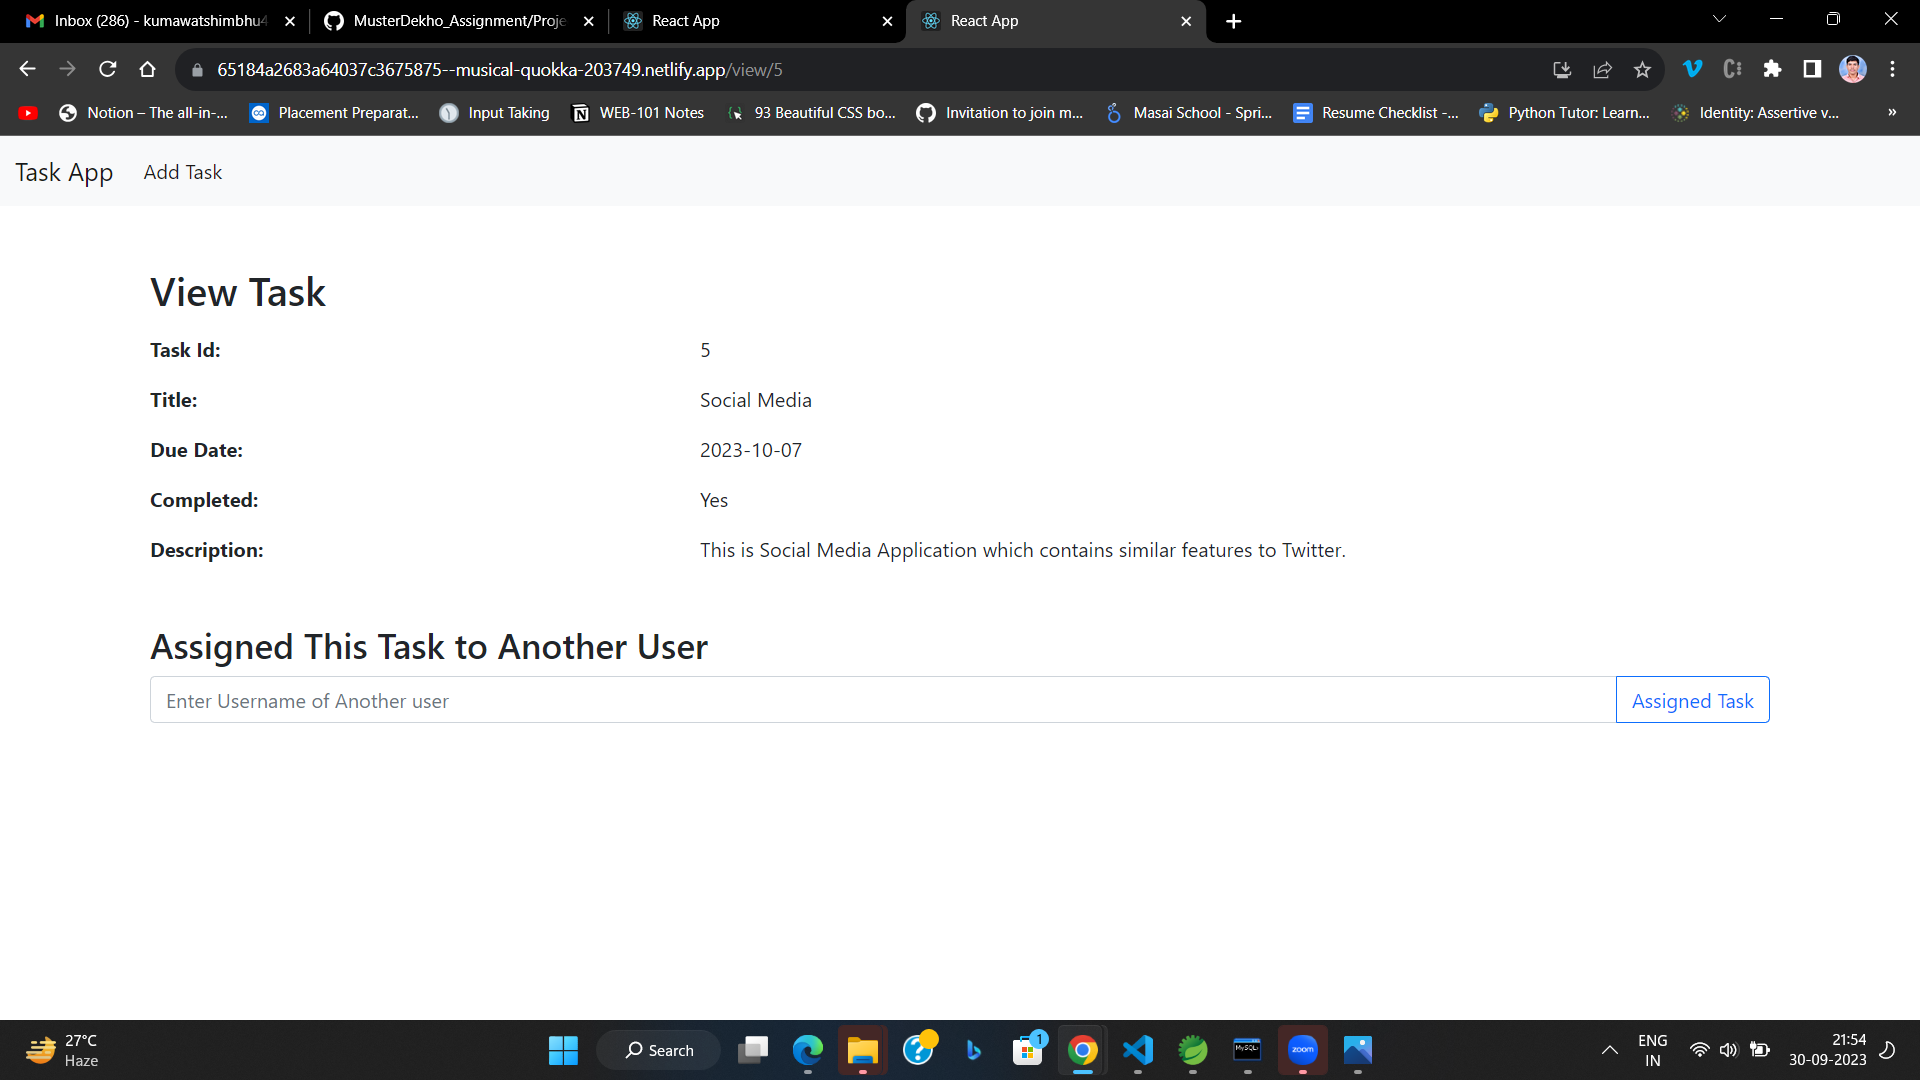 Inbox (286) - kumawatshimbhu4
MusterDekho_Assignment/Proje
React App
React App
65184a2683a64037c3675875--musical-quokka-203749.netlify.app/view/5
Notion – The all-in-...
Placement Preparat...
Input Taking
WEB-101 Notes
93 Beautiful CSS bo...
Invitation to join m...
Masai School - Spri...
Resume Checklist -...
Python Tutor: Learn...
Identity: Assertive v...
»
Task App
Add Task
View Task
Task Id: 5
Title: Social Media
Due Date: 2023-10-07
Completed: Yes
Description: This is Social Media Application which contains similar features to Twitter.
Assigned This Task to Another User
Enter Username of Another user
Assigned Task
27°C
Haze
Search
1
MySQL
zoom
ENG
IN
21:54
30-09-2023